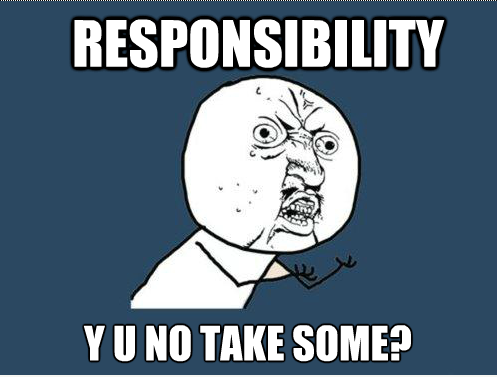 RESPONSIBILITY
Y U NO TAKE SOME?